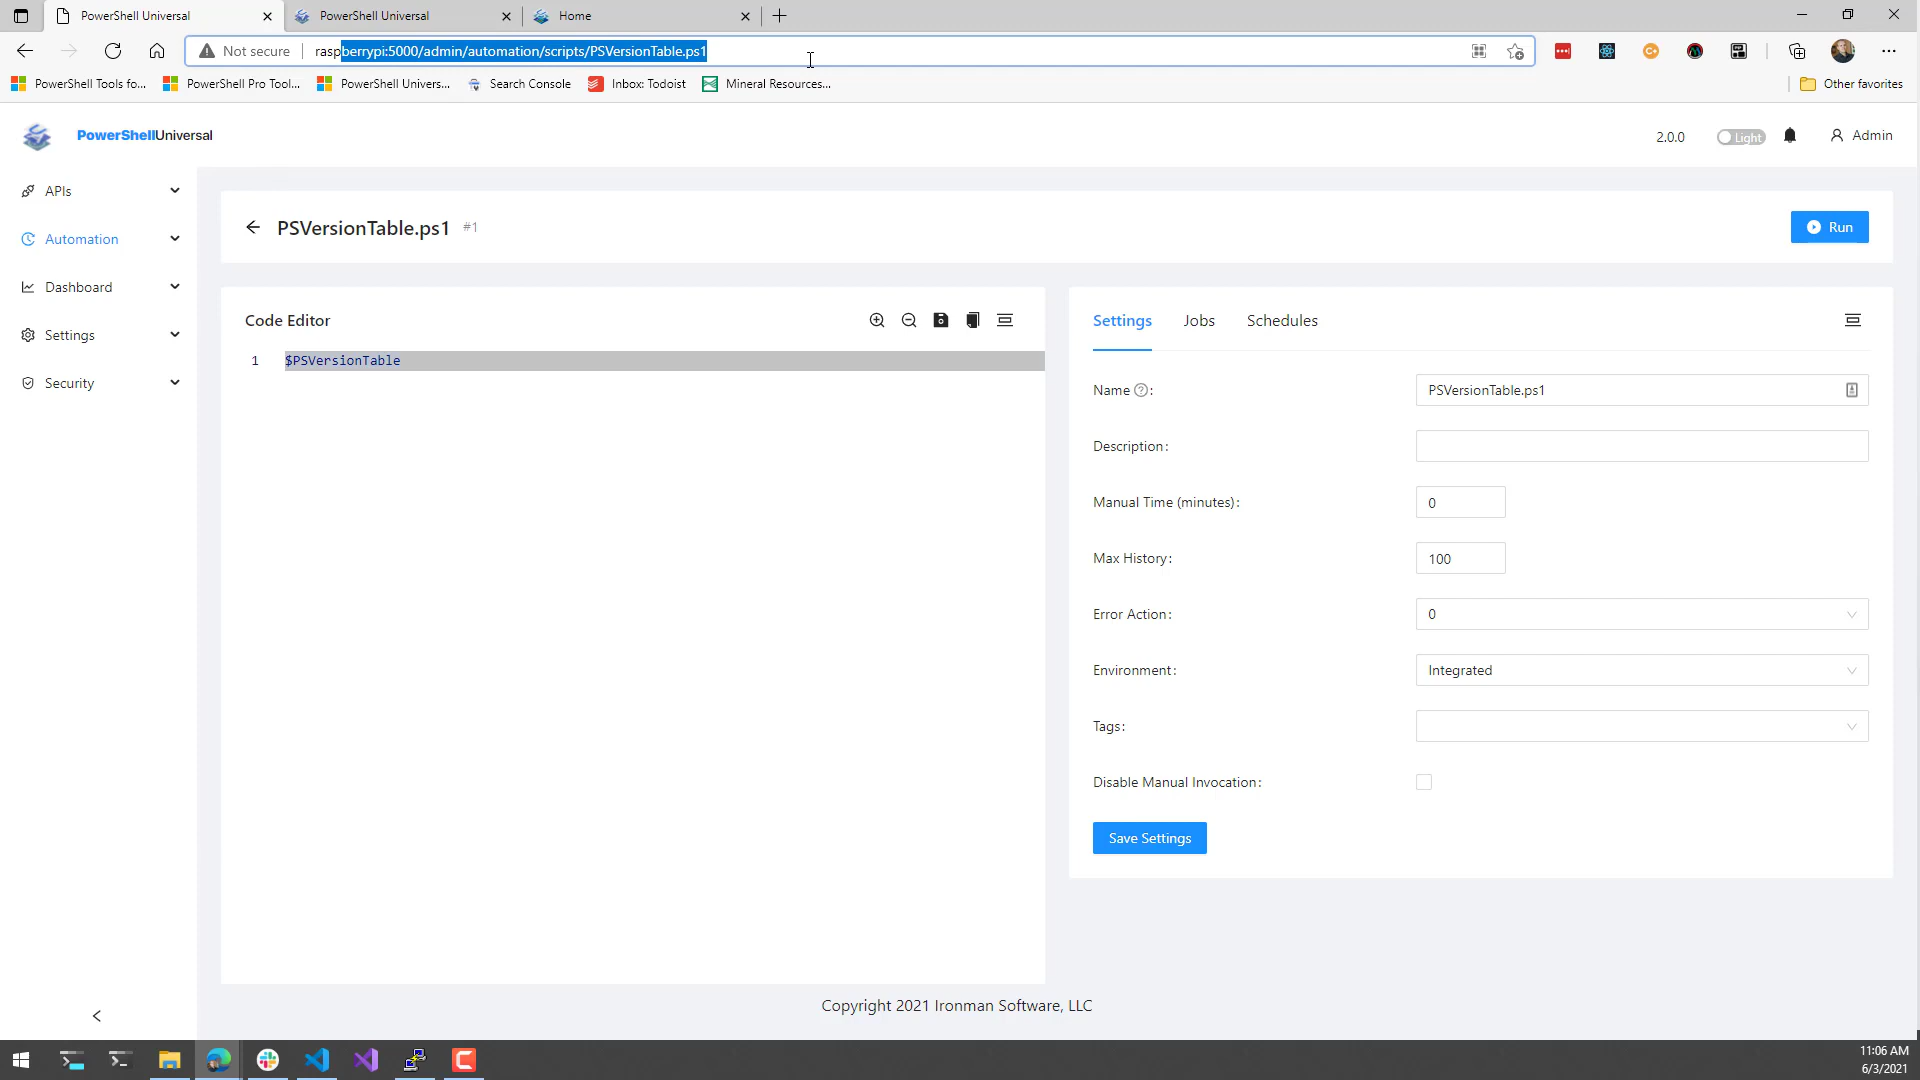 PowerShell Universal
PowerShell Universal
Home
Not secure
raspberrypi:5000/admin/automation/scripts/PSVersionTable.ps1
PowerShell Tools fo...
PowerShell Pro Tool...
PowerShell Univers...
Search Console
Inbox: Todoist
Mineral Resources...
Other favorites
PowerShellUniversal
2.0.0
Light
Admin
APIs
Automation
Dashboard
Settings
Security
PSVersionTable.ps1 #1
Run
Code Editor
1 $PSVersionTable
Settings
Jobs
Schedules
Name :
PSVersionTable.ps1
Description:
Manual Time (minutes):
0
Max History:
100
Error Action:
0
Environment:
Integrated
Tags:
Disable Manual Invocation:
Save Settings
Copyright 2021 Ironman Software, LLC
11:06 AM
6/3/2021